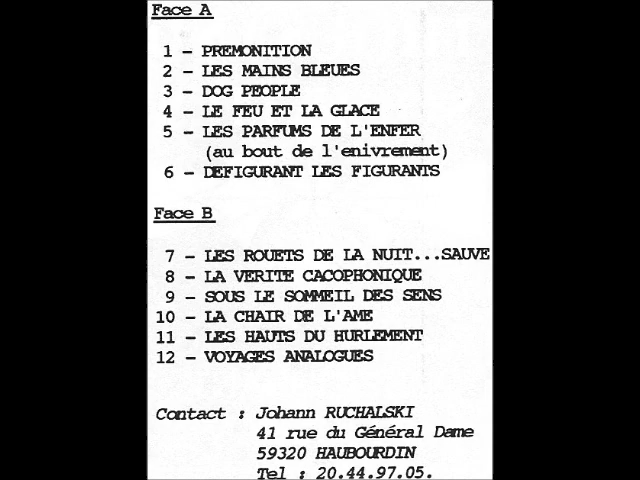 Face A
1 - PREMONITION
2 - LES MAINS BLEUES
3 - DOG PEOPLE
4 - LE FEU ET LA GLACE
5 - LES PARFUMS DE L'ENFER
(au bout de l'enivrement)
6 - DEFIGURANT LES FIGURANTS
Face B
7 - LES ROUETS DE LA NUIT...SAUVE
8 - LA VERITE CACOPHONIQUE
9 - SOUS LE SOMMEIL DES SENS
10 - LA CHAIR DE L'AME
11 - LES HAUTS DU HURLEMENT
12 - VOYAGES ANALOGUES
Contact : Johann RUCHALSKI
41 rue du Général Dame
59320 HAUBOURDIN
Tel : 20.44.97.05.